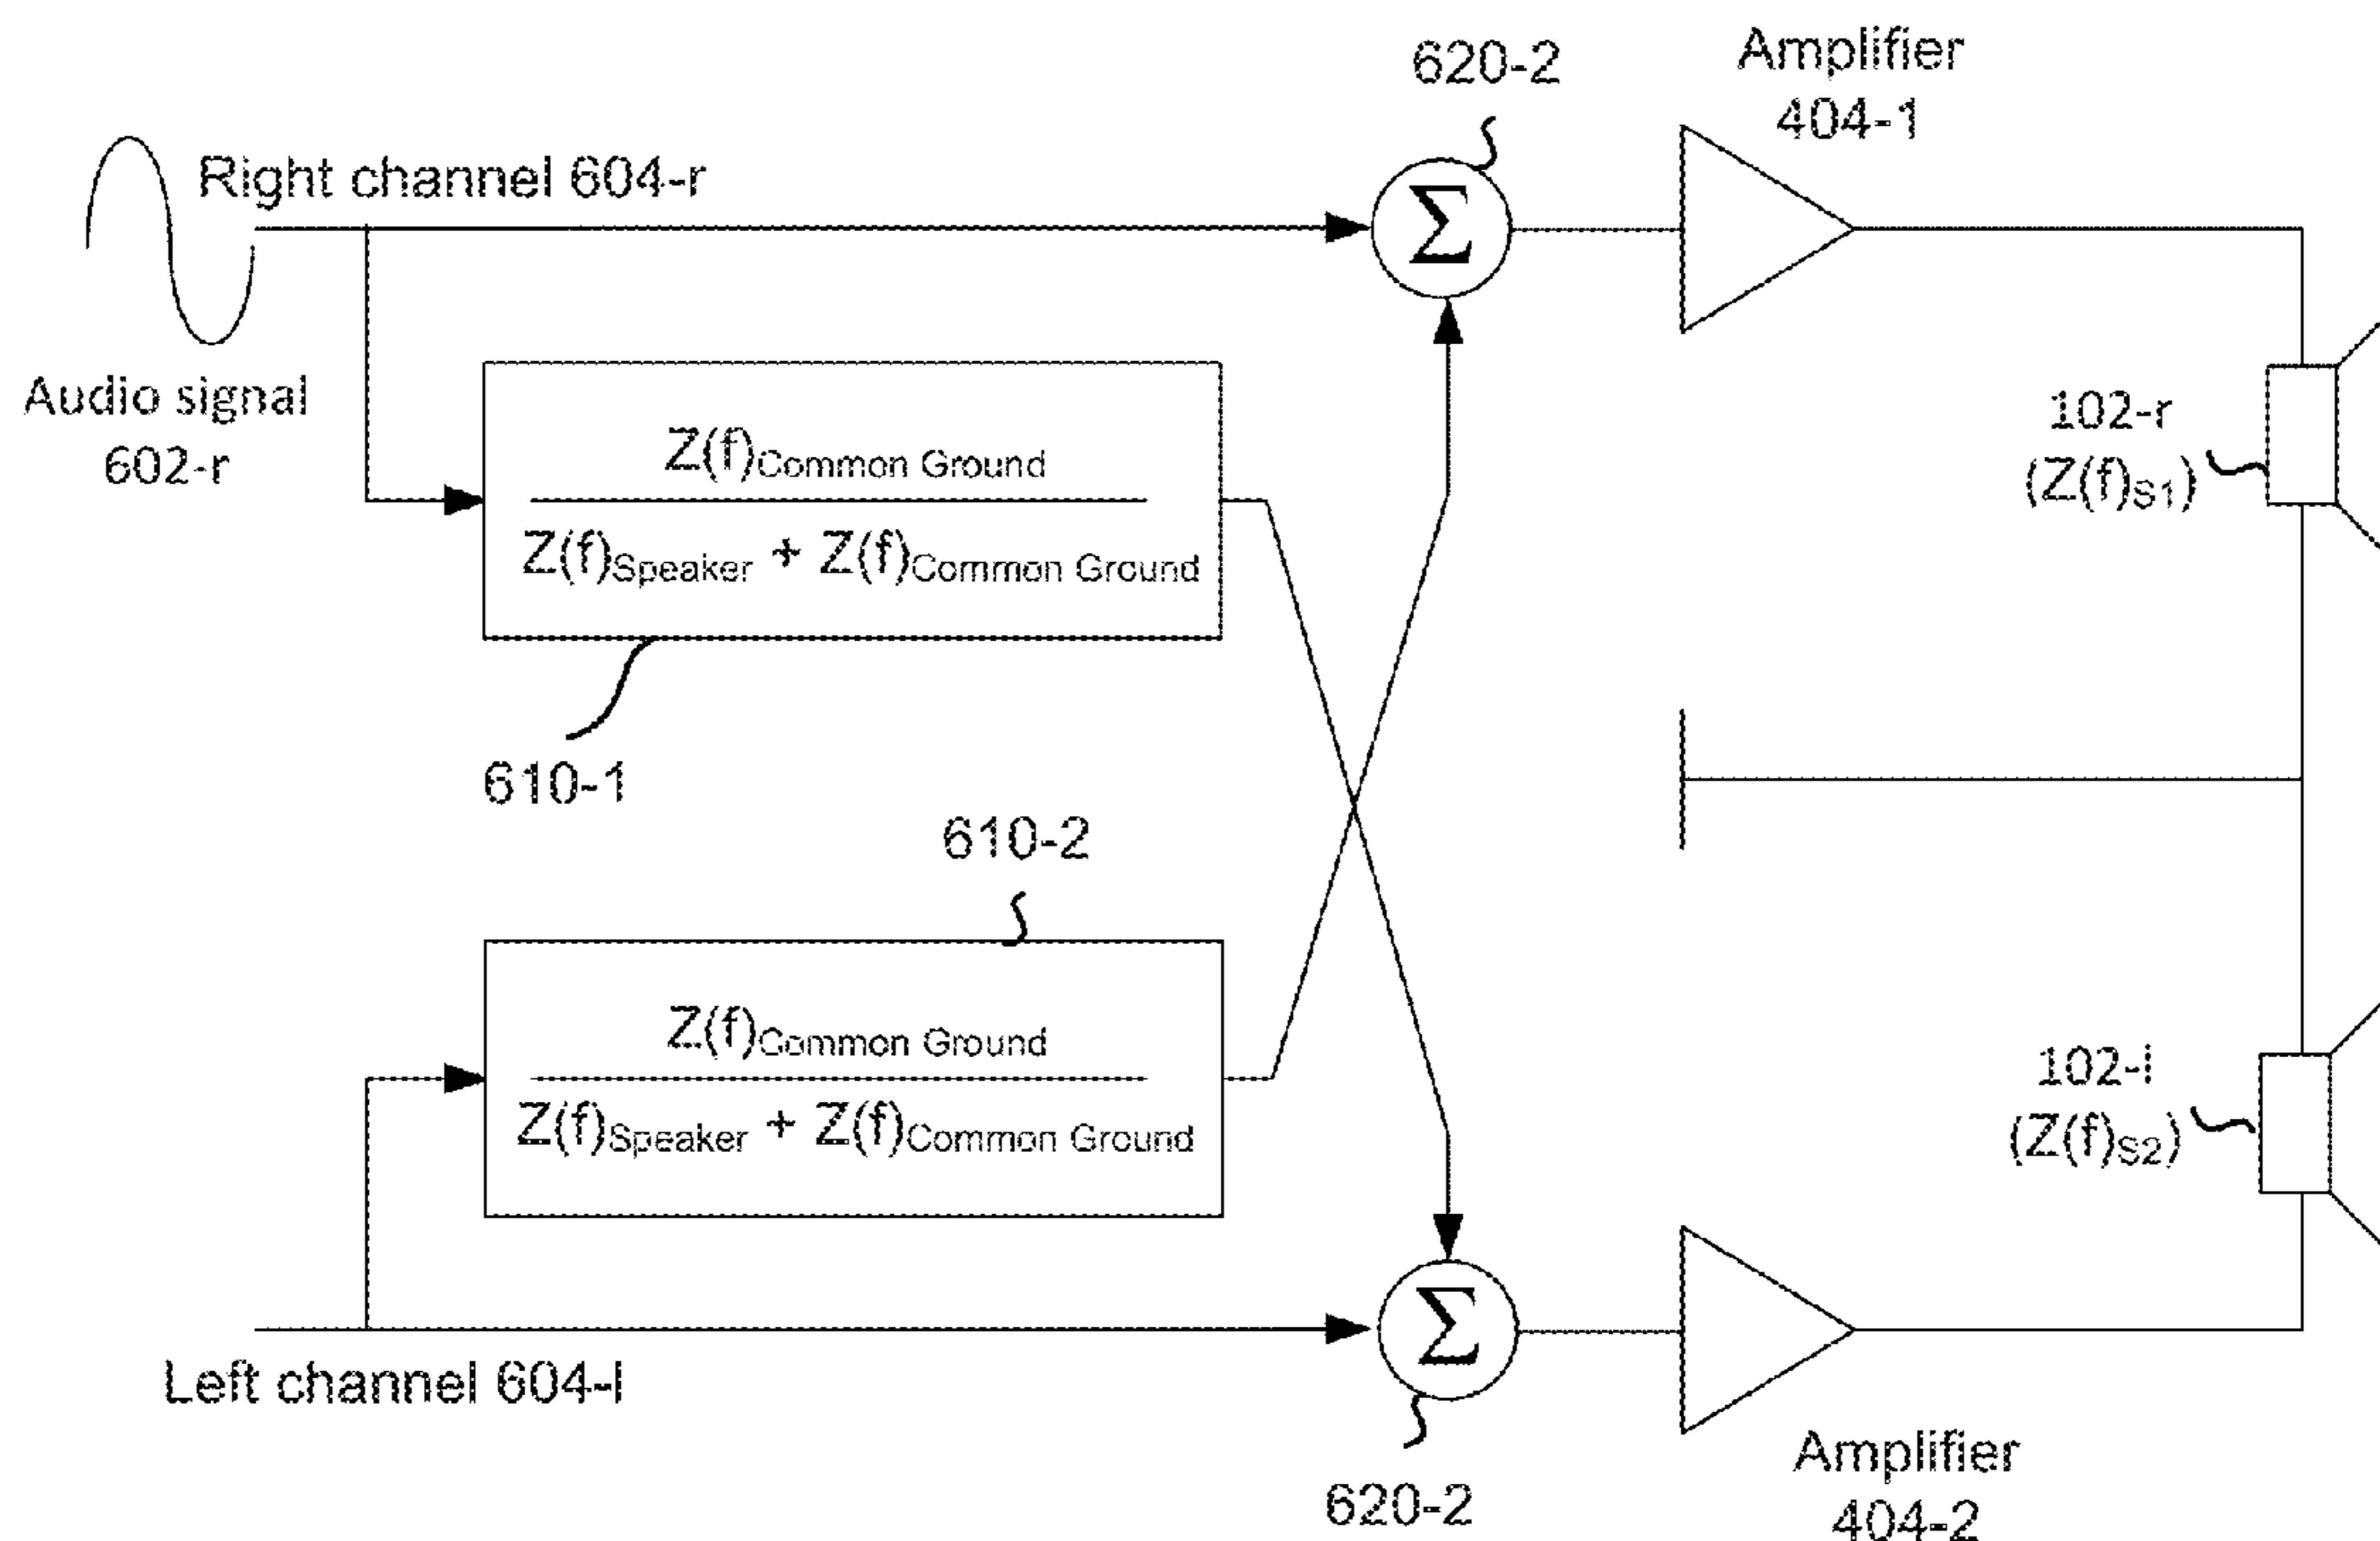 620-2
Amplifier
404-1
Right channel 604-r
Σ
Audio signal
602-r
Z(f)Common Ground
Z(f)Speaker + Z(f)Common Ground
102-r
(Z(f)S1)
610-1
610-2
Z(f)Common Ground
Z(f)Speaker + Z(f)Common Ground
102-l
(Z(f)S2)
Σ
Left channel 604-l
620-2
Amplifier
404-2